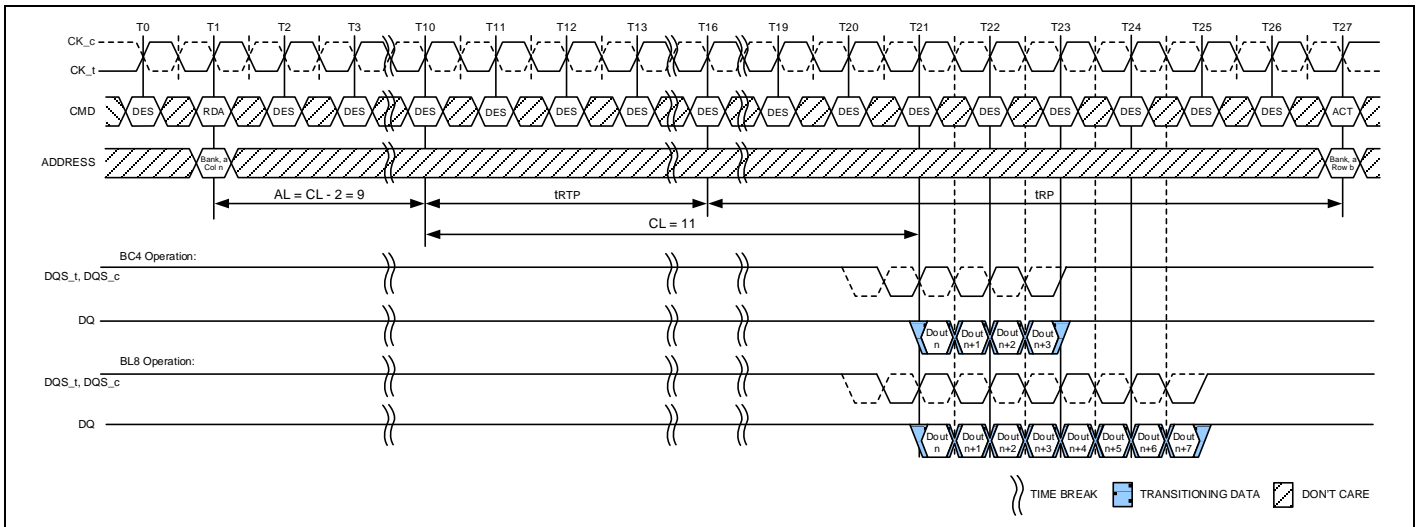 T0 T1 T2 T3 T10 T11 T12 T13 T16 T19 T20 T21 T22 T23 T24 T25 T26 T27
CK_c
CK_t
CMD DES RDA DES DES DES DES DES DES DES DES DES DES DES DES DES DES DES ACT
ADDRESS Bank, a Col n Bank, a Row b
AL = CL - 2 = 9 tRTP tRP
CL = 11
BC4 Operation:
DQS_t, DQS_c
DQ Dout n Dout n+1 Dout n+2 Dout n+3
BL8 Operation:
DQS_t, DQS_c
DQ Dout n Dout n+1 Dout n+2 Dout n+3 Dout n+4 Dout n+5 Dout n+6 Dout n+7
TIME BREAK TRANSITIONING DATA DON'T CARE